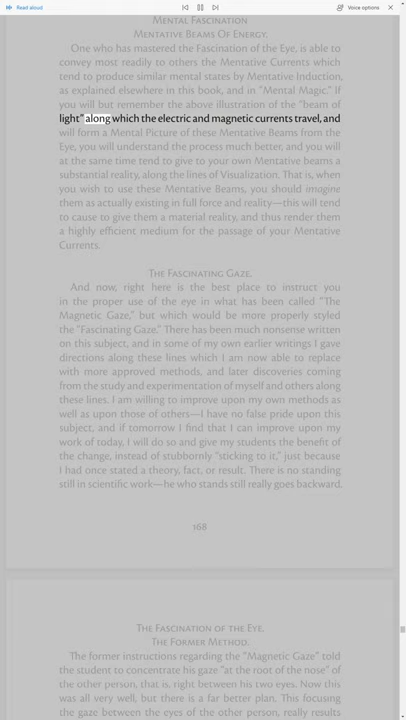 Read aloud
Voice options
MENTAL FASCINATION
MENTATIVE BEAMS OF ENERGY.
One who has mastered the Fascination of the Eye, is able to
convey most readily to others the Mentative Currents which
tend to produce similar mental states by Mentative Induction,
as explained elsewhere in this book, and in “Mental Magic.” If
you will but remember the above illustration of the “beam of
light” along which the electric and magnetic currents travel, and
will form a Mental Picture of these Mentative Beams from the
Eye, you will understand the process much better, and you will
at the same time tend to give to your own Mentative beams a
substantial reality, along the lines of Visualization. That is, when
you wish to use these Mentative Beams, you should imagine
them as actually existing in full force and reality—this will tend
to cause to give them a material reality, and thus render them
a highly efficient medium for the passage of your Mentative
Currents.
THE FASCINATING GAZE.
And now, right here is the best place to instruct you
in the proper use of the eye in what has been called “The
Magnetic Gaze,” but which would be more properly styled
the “Fascinating Gaze.” There has been much nonsense written
on this subject, and in some of my own earlier writings I gave
directions along these lines which I am now able to replace
with more approved methods, and later discoveries coming
from the study and experimentation of myself and others along
these lines. I am willing to improve upon my own methods as
well as upon those of others—I have no false pride upon this
subject, and if tomorrow I find that I can improve upon my
work of today, I will do so and give my students the benefit of
the change, instead of stubbornly “sticking to it,” just because
I had once stated a theory, fact, or result. There is no standing
still in scientific work—he who stands still really goes backward.
168
THE FASCINATION OF THE EYE.
THE FORMER METHOD.
The former instructions regarding the “Magnetic Gaze” told
the student to concentrate his gaze “at the root of the nose” of
the other person, that is, right between his two eyes. Now this
was all very well, but there is a far better plan. This focusing
the gaze between the eyes of the other person, really results